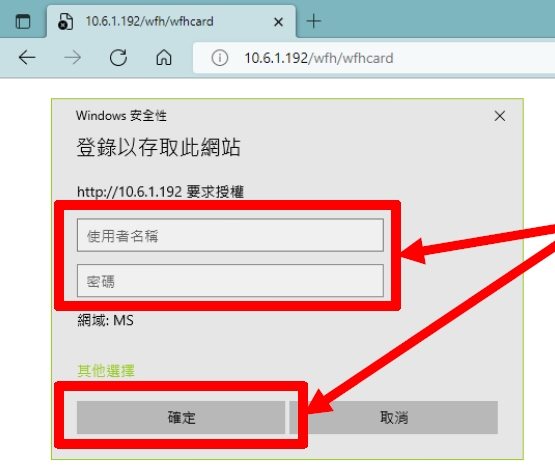 10.6.1.192/wfh/wfhcard
10.6.1.192/wfh/wfhcard
Windows 安全性
登錄以存取此網站
http://10.6.1.192 要求授權
使用者名稱
密碼
網域: MS
其他選擇
確定
取消